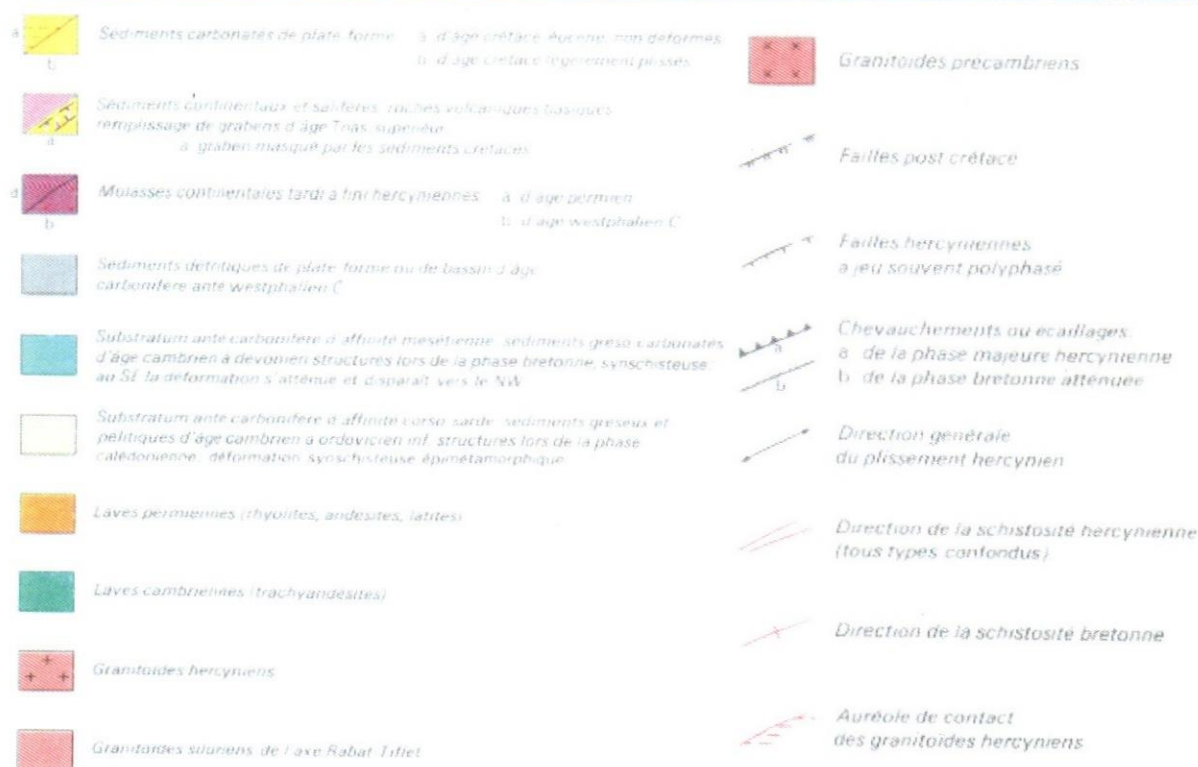 a
b
Sédiments carbonatés de plate-forme a d'âge crétacé éocène, non déformés
b d'âge crétacé légèrement plissés
a
Sédiments continentaux et salifères, roches volcaniques basiques
remplissage de grabens d'âge Trias supérieur
a graben masqué par les sédiments crétacés
a
b
Molasses continentales tardi à fini hercyniennes a d'âge permien
b d'âge westphalien C
Sédiments détritiques de plate forme ou de bassin d'âge
carbonifère anté westphalien C
Substratum anté carbonifère d'affinité mesétienne, sédiments gréso carbonatés
d'âge cambrien à dévonien structurés lors de la phase bretonne, synschisteuse
au SE la déformation s'atténue et disparaît vers le NW
Substratum anté carbonifère d'affinité corso sarde, sédiments gréseux et
pélitiques d'âge cambrien à ordovicien inf. structurés lors de la phase
calédonienne, déformation synschisteuse épimétamorphique
Laves permiennes (rhyolites, andésites, latites)
Laves cambriennes (trachyandésites)
Granitoïdes hercyniens
Granitoïdes siluriens de l'axe Rabat Tiflet
Granitoïdes précambriens
Failles post crétacé
Failles hercyniennes
à jeu souvent polyphasé
a
b
Chevauchements ou écaillages
a de la phase majeure hercynienne
b de la phase bretonne atténuée
Direction générale
du plissement hercynien
Direction de la schistosité hercynienne
(tous types confondus)
Direction de la schistosité bretonne
Auréole de contact
des granitoïdes hercyniens